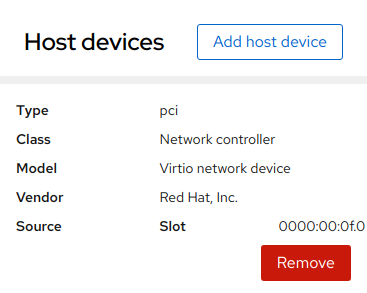 Host devices Add host device
Type pci
Class Network controller
Model Virtio network device
Vendor Red Hat, Inc.
Source Slot 0000:00:0f.0
Remove